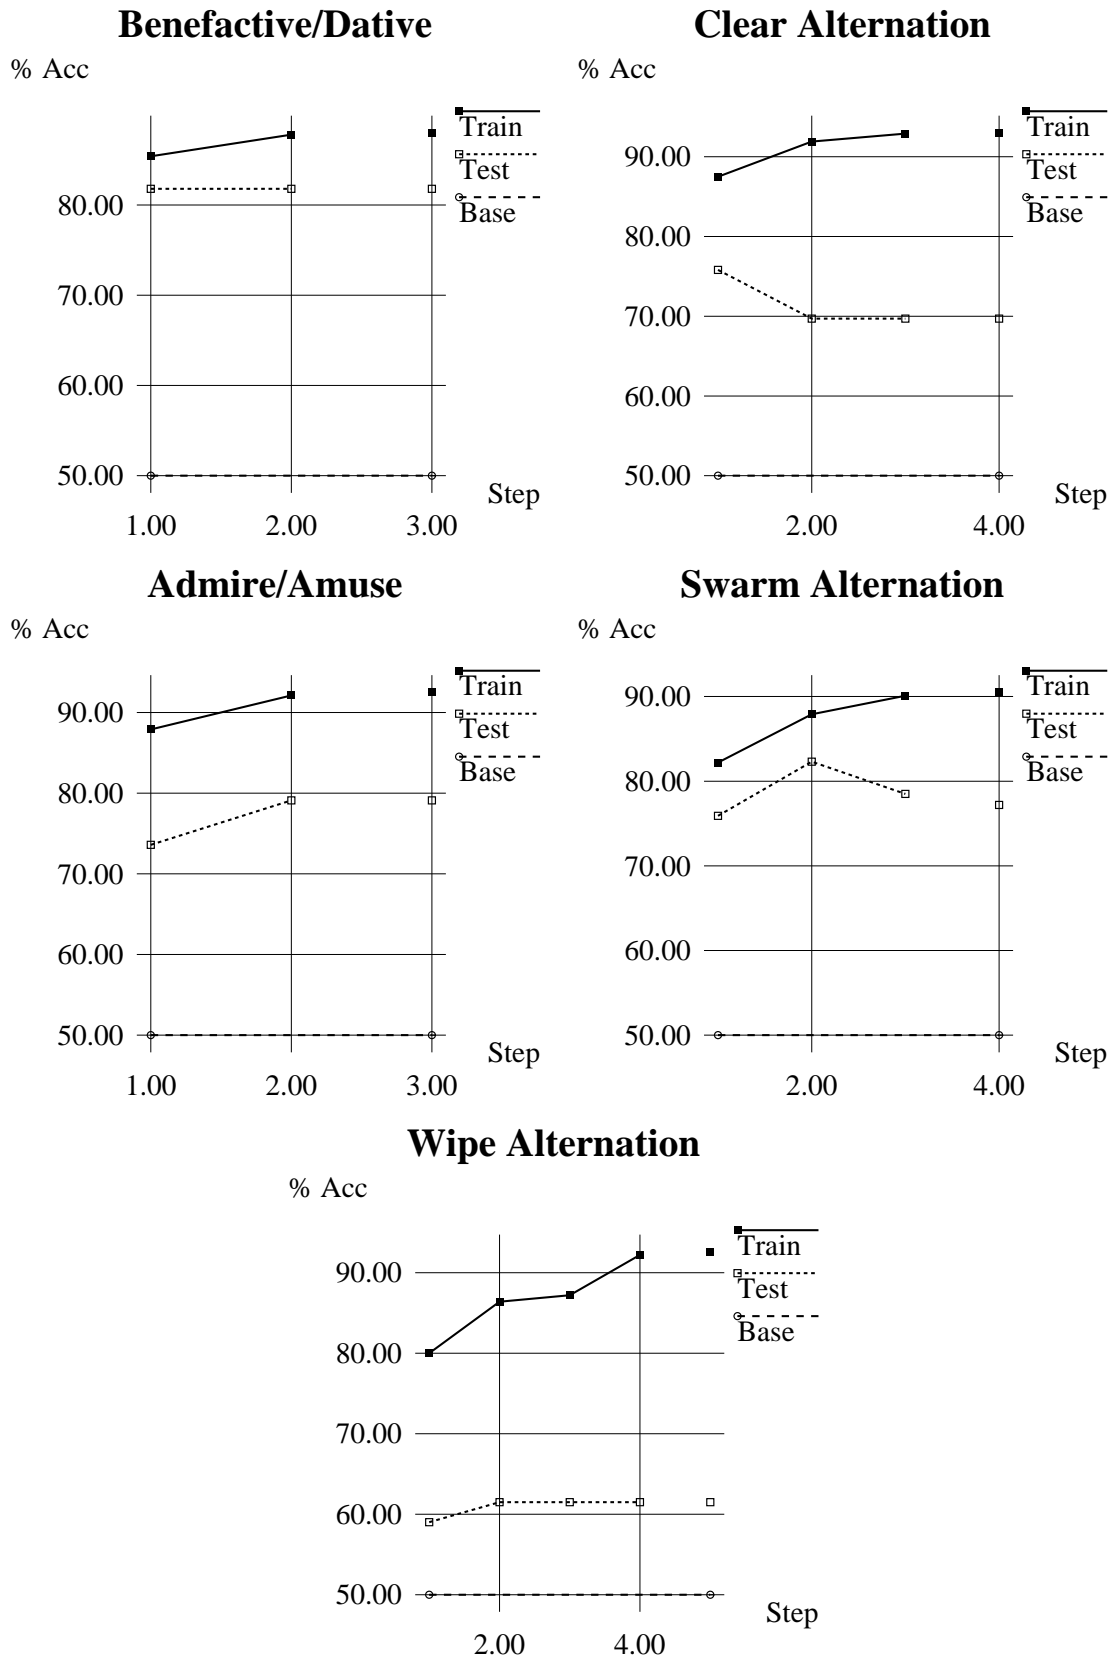 Benefactive/Dative
% Acc
Train
Test
Base
80.00
70.00
60.00
50.00
Step
1.00 2.00 3.00
Clear Alternation
% Acc
Train
Test
Base
90.00
80.00
70.00
60.00
50.00
Step
2.00 4.00
Admire/Amuse
% Acc
Train
Test
Base
90.00
80.00
70.00
60.00
50.00
Step
1.00 2.00 3.00
Swarm Alternation
% Acc
Train
Test
Base
90.00
80.00
70.00
60.00
50.00
Step
2.00 4.00
Wipe Alternation
% Acc
Train
Test
Base
90.00
80.00
70.00
60.00
50.00
Step
2.00 4.00